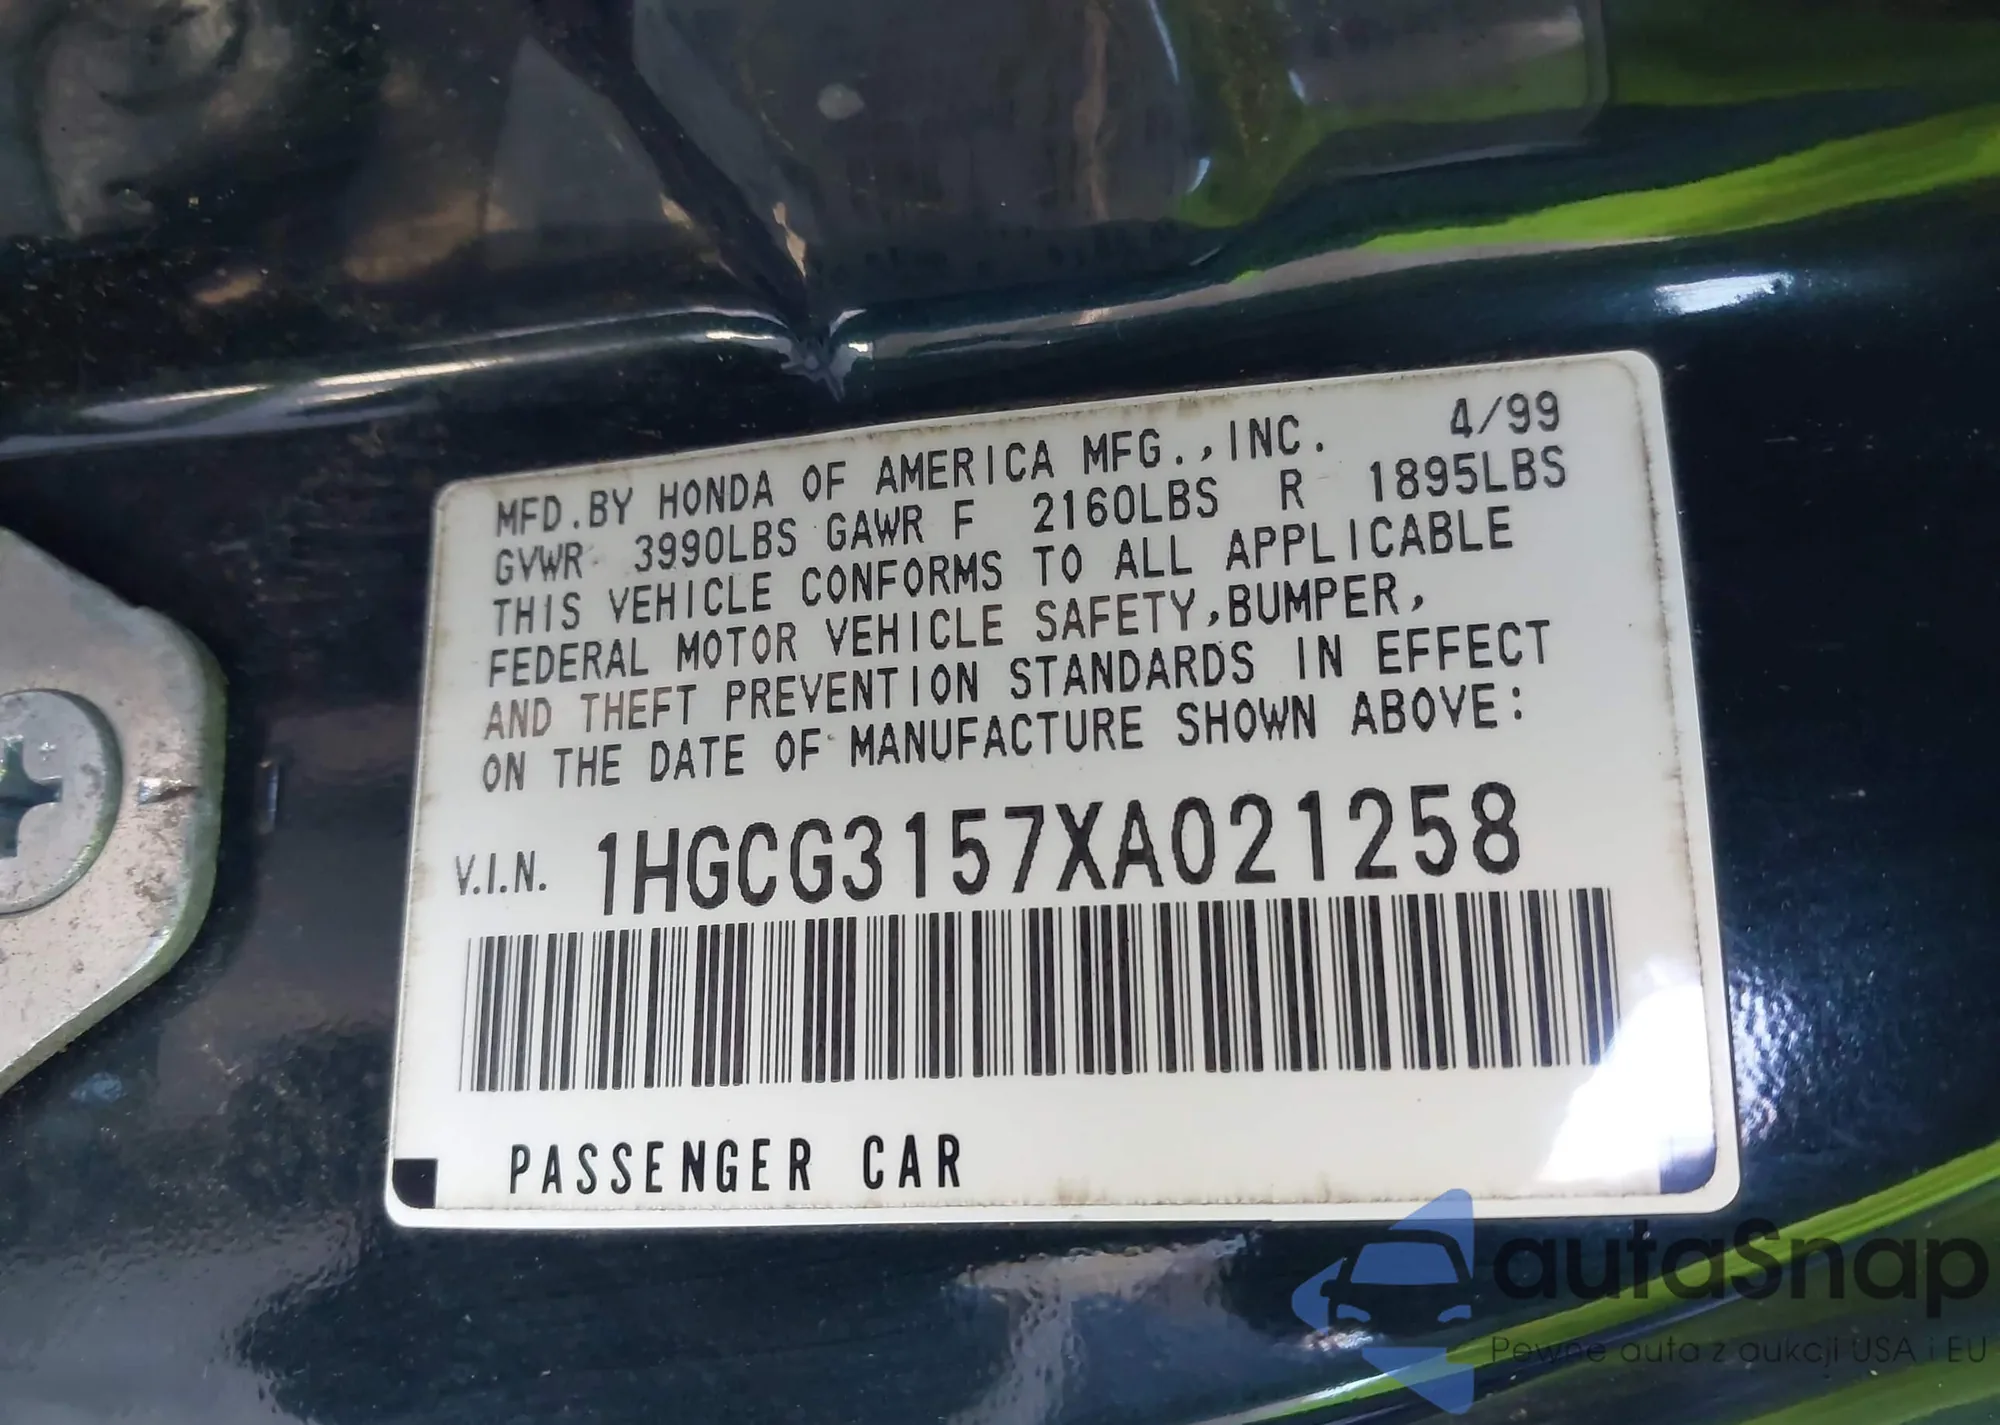 MFD.BY HONDA OF AMERICA MFG.,INC. 4/99
GVWR 3990LBS GAWR F 2160LBS R 1895LBS
THIS VEHICLE CONFORMS TO ALL APPLICABLE
FEDERAL MOTOR VEHICLE SAFETY,BUMPER,
AND THEFT PREVENTION STANDARDS IN EFFECT
ON THE DATE OF MANUFACTURE SHOWN ABOVE:
V.I.N. 1HGCG3157XA021258
PASSENGER CAR
autaSnap
Pewne auta z aukcji USA i EU